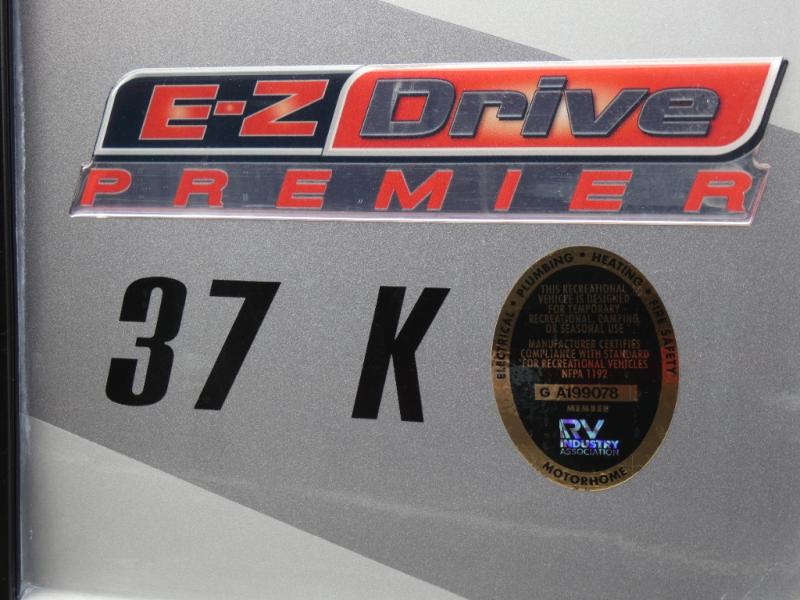 E-Z Drive
PREMIER
37 K
ELECTRICAL • PLUMBING • HEATING • FIRE SAFETY
THIS RECREATIONAL
VEHICLE IS DESIGNED
FOR TEMPORARY
RECREATIONAL, CAMPING,
OR SEASONAL USE
MANUFACTURER CERTIFIES
COMPLIANCE WITH STANDARD
FOR RECREATIONAL VEHICLES
NFPA 1192
G A199078
MEMBER
RV
INDUSTRY
ASSOCIATION
MOTORHOME